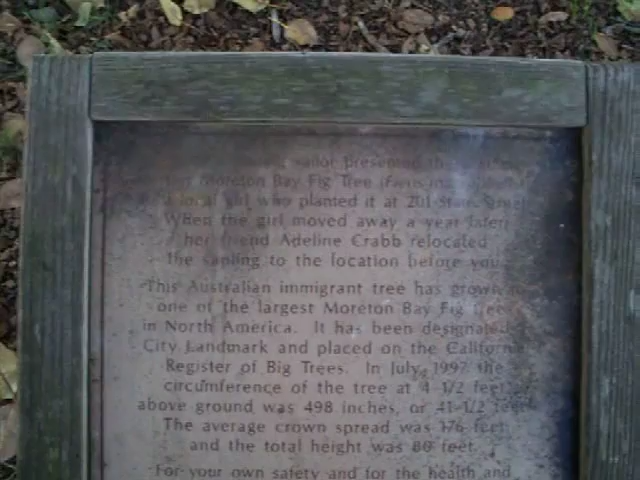 sailor presented the
Moreton Bay Fig Tree
local girl who planted it at 201 State Street
When the girl moved away a year later,
her friend Adeline Crabb relocated
the sapling to the location before you.
This Australian immigrant tree has grown
one of the largest Moreton Bay Fig trees
in North America. It has been designated
City Landmark and placed on the California
Register of Big Trees. In July, 1997 the
circumference of the tree at 4-1/2 feet
above ground was 498 inches, or 41-1/2 feet.
The average crown spread was 176 feet
and the total height was 80 feet.
For your own safety and for the health and